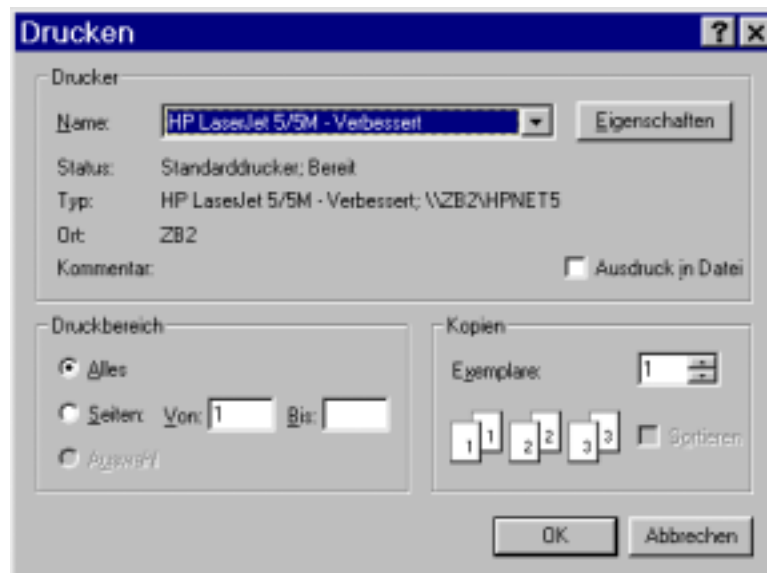 Drucken
Drucker
Name: HP LaserJet 5/5M - Verbessert Eigenschaften
Status: Standarddrucker; Bereit
Typ: HP LaserJet 5/5M - Verbessert; \\ZB2\HPNET5
Ort: ZB2
Kommentar: Ausdruck in Datei
Druckbereich
Alles
Seiten: Von: 1 Bis:
Auswahl
Kopien
Exemplare: 1
1 1 2 2 3 3 Sortieren
OK Abbrechen